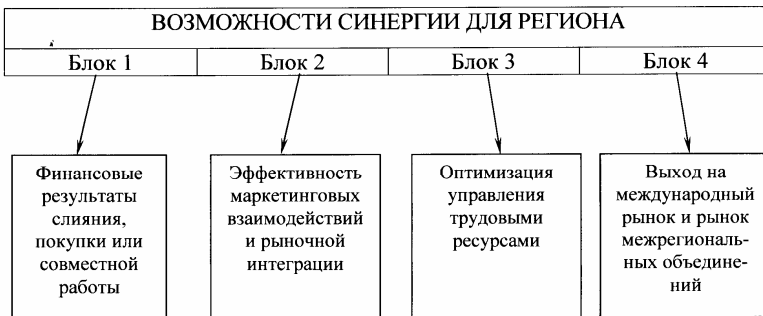 ВОЗМОЖНОСТИ СИНЕРГИИ ДЛЯ РЕГИОНА
Блок 1
Блок 2
Блок 3
Блок 4
Финансовые
результаты
слияния,
покупки или
совместной
работы
Эффективность
маркетинговых
взаимодействий
и рыночной
интеграции
Оптимизация
управления
трудовыми
ресурсами
Выход на
международный
рынок и рынок
межрегиональ-
ных объедине-
ний